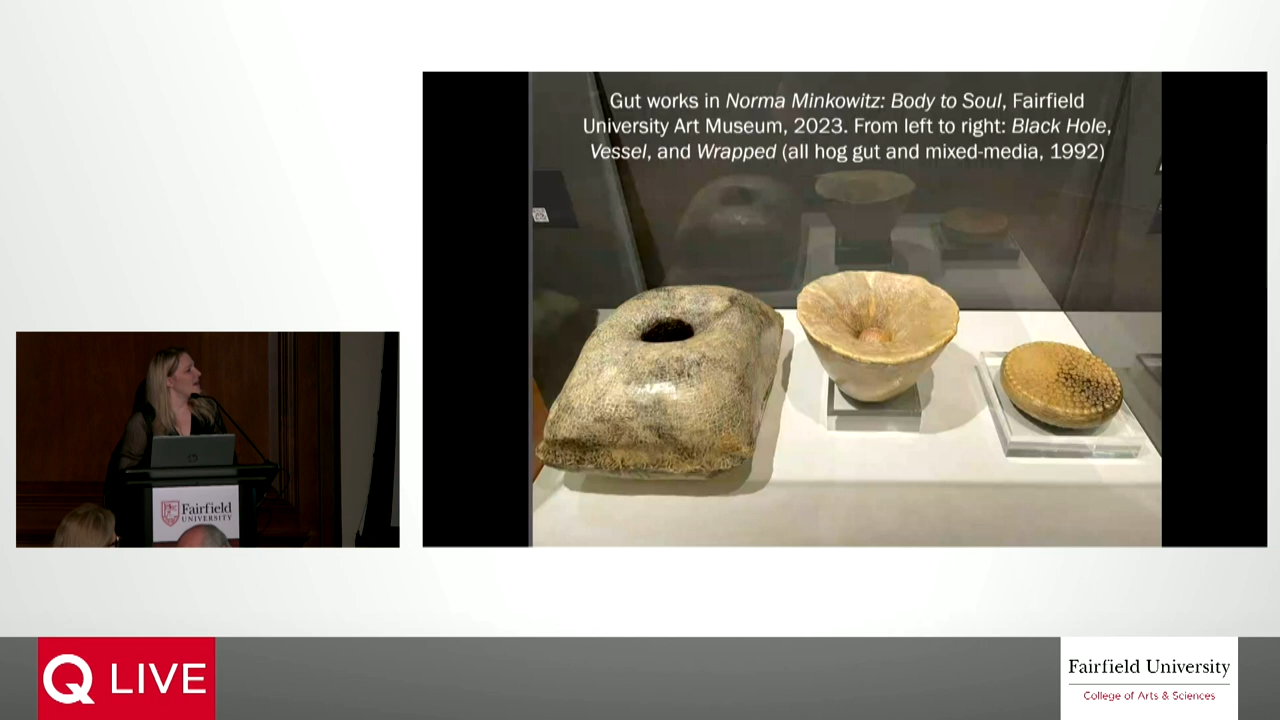 Gut works in Norma Minkowitz: Body to Soul, Fairfield
University Art Museum, 2023. From left to right: Black Hole,
Vessel, and Wrapped (all hog gut and mixed-media, 1992)
Fairfield
UNIVERSITY
Q LIVE
Fairfield University
College of Arts & Sciences